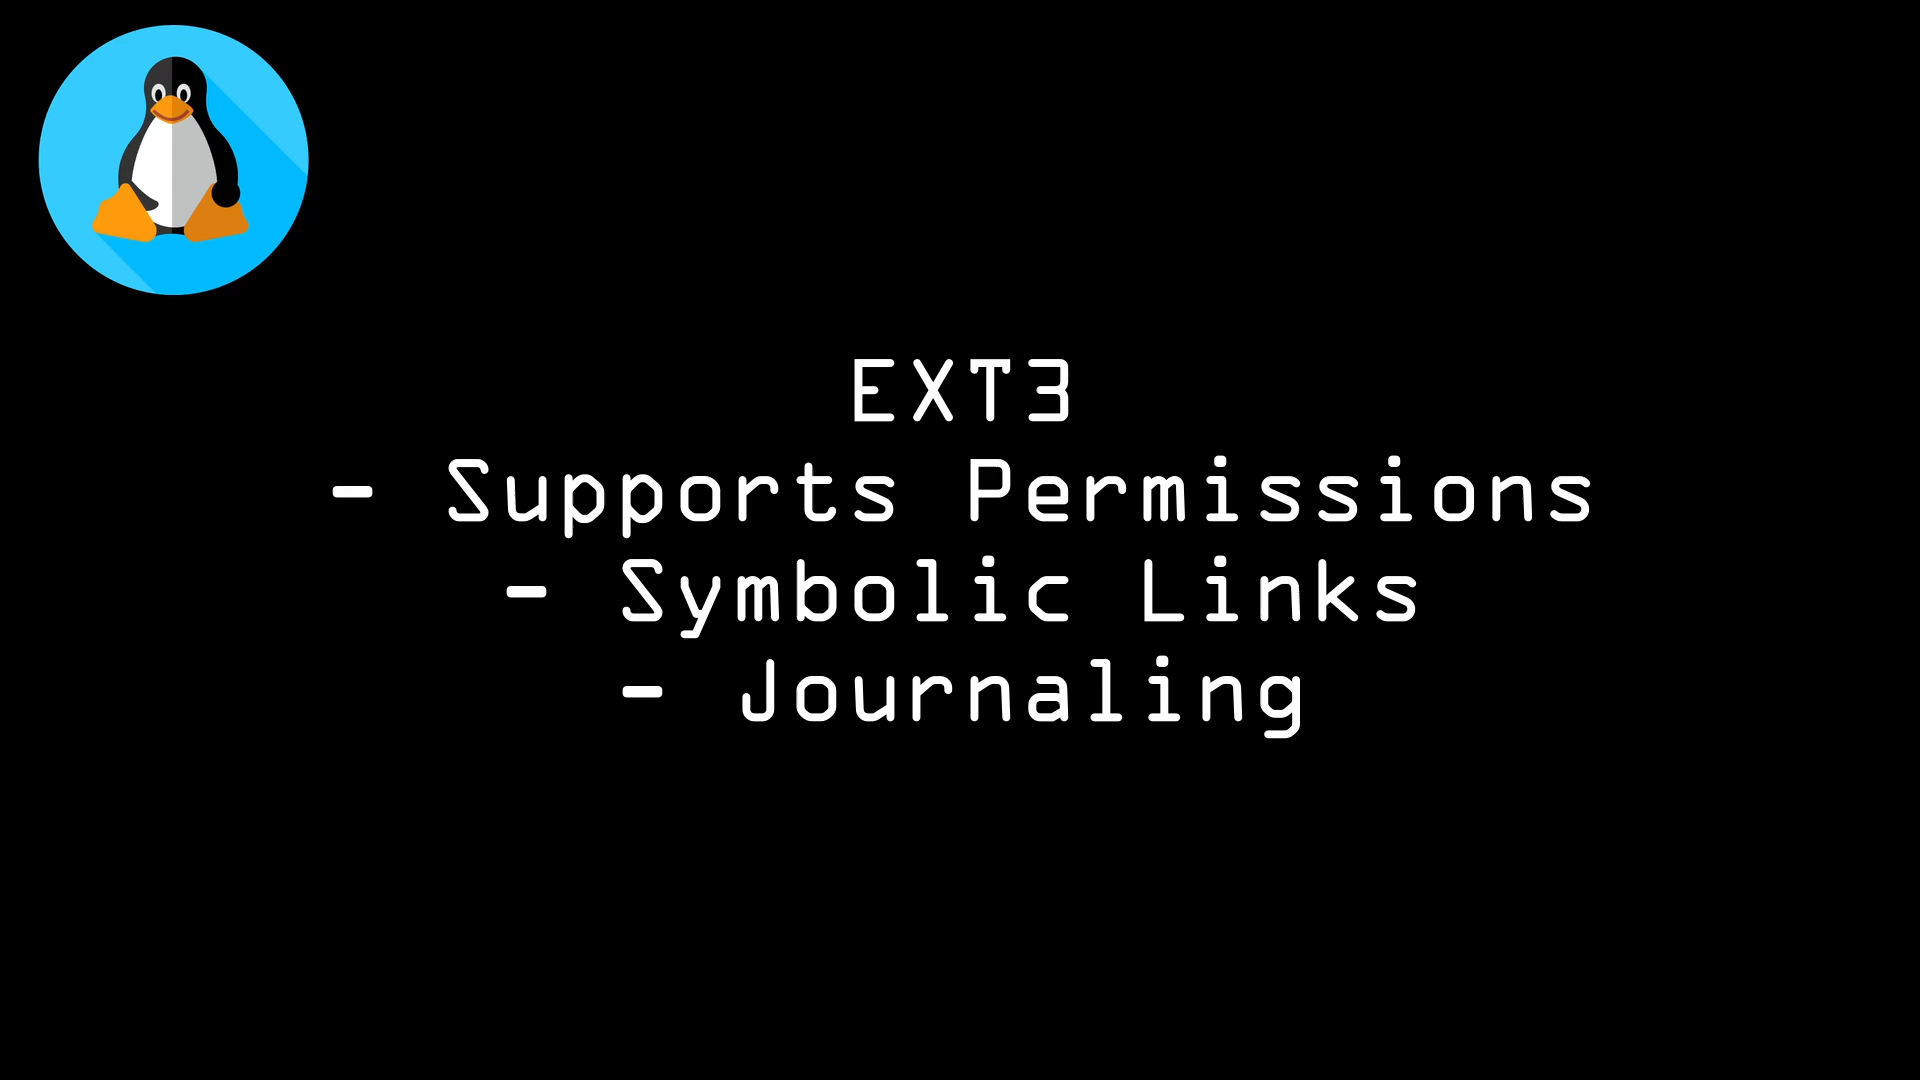 EXT3
- Supports Permissions
- Symbolic Links
- Journaling